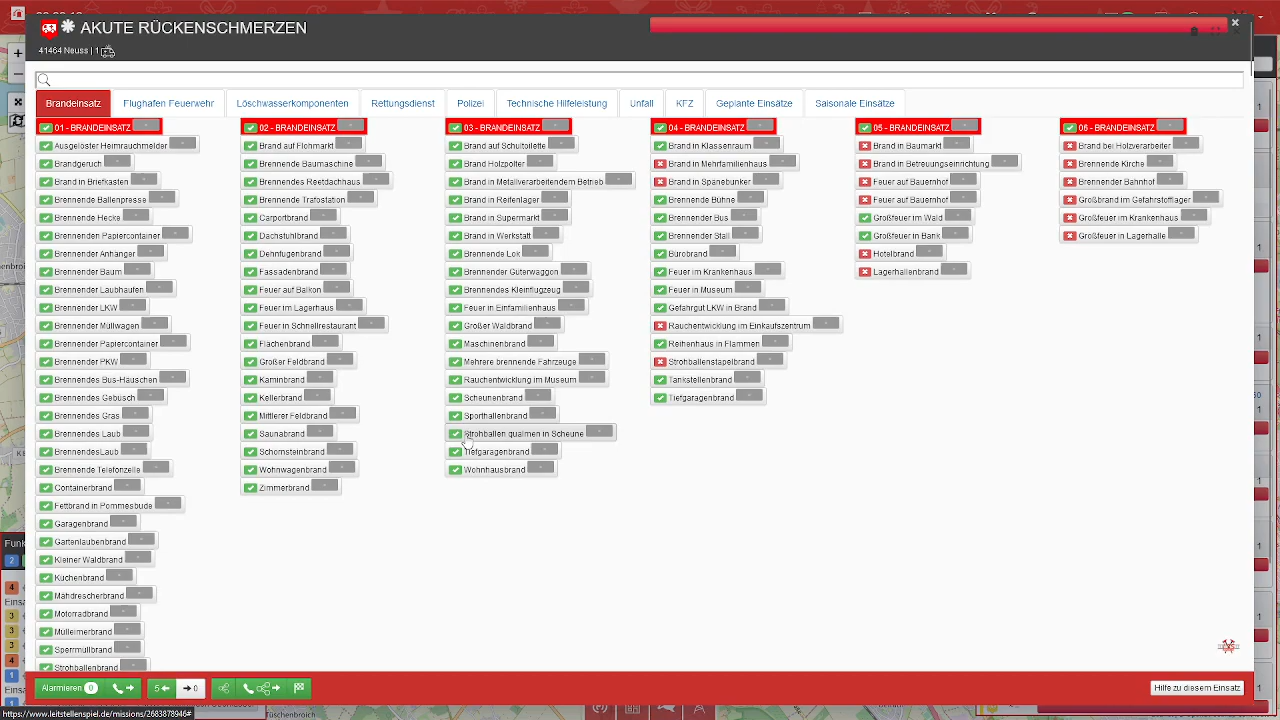 AKUTE RÜCKENSCHMERZEN
41464 Neuss | 1
Brandeinsatz
Flughafen Feuerwehr
Löschwasserkomponenten
Rettungsdienst
Polizei
Technische Hilfeleistung
Unfall
KFZ
Geplante Einsätze
Saisonale Einsätze
01 - BRANDEINSATZ
Ausgelöster Heimrauchmelder
Brandgeruch
Brand in Briefkasten
Brennende Ballenpresse
Brennende Hecke
Brennenden Papiercontainer
Brennender Anhänger
Brennender Baum
Brennender Laubhaufen
Brennender LKW
Brennender Müllwagen
Brennender Papiercontainer
Brennender PKW
Brennendes Bus-Häuschen
Brennendes Gebüsch
Brennendes Gras
Brennendes Laub
BrennendesLaub
Brennende Telefonzelle
Containerbrand
Fettbrand in Pommesbude
Garagenbrand
Gartenlaubenbrand
Kleiner Waldbrand
Küchenbrand
Mähdrescherbrand
Motorradbrand
Mülleimerbrand
Sperrmüllbrand
Strohballenbrand
02 - BRANDEINSATZ
Brand auf Flohmarkt
Brennende Baumaschine
Brennendes Reetdachhaus
Brennende Trafostation
Carportbrand
Dachstuhlbrand
Dehnfugenbrand
Fassadenbrand
Feuer auf Balkon
Feuer im Lagerhaus
Feuer in Schnellrestaurant
Flächenbrand
Großer Feldbrand
Kaminbrand
Kellerbrand
Mittlerer Feldbrand
Saunabrand
Schornsteinbrand
Wohnwagenbrand
Zimmerbrand
03 - BRANDEINSATZ
Brand auf Schultoilette
Brand Holzpolter
Brand in Metallverarbeitendem Betrieb
Brand in Reifenlager
Brand in Supermarkt
Brand in Werkstatt
Brennende Lok
Brennender Güterwaggon
Brennendes Kleinflugzeug
Feuer in Einfamilienhaus
Großer Waldbrand
Maschinenbrand
Mehrere brennende Fahrzeuge
Rauchentwicklung im Museum
Scheunenbrand
Sporthallenbrand
Strohballen qualmen in Scheune
Tiefgaragenbrand
Wohnhausbrand
04 - BRANDEINSATZ
Brand in Klassenraum
Brand in Mehrfamilienhaus
Brand in Spänebunker
Brennende Bühne
Brennender Bus
Brennender Stall
Bürobrand
Feuer im Krankenhaus
Feuer in Museum
Gefahrgut LKW in Brand
Rauchentwicklung im Einkaufszentrum
Reihenhaus in Flammen
Strohballenstapelbrand
Tankstellenbrand
Tiefgaragenbrand
05 - BRANDEINSATZ
Brand in Baumarkt
Brand in Betreuungseinrichtung
Feuer auf Bauernhof
Feuer auf Bauernhof
Großfeuer im Wald
Großfeuer in Bank
Hotelbrand
Lagerhallenbrand
06 - BRANDEINSATZ
Brand bei Holzverarbeiter
Brennende Kirche
Brennender Bahnhof
Großbrand im Gefahrstofflager
Großfeuer im Krankenhaus
Großfeuer in Lagerhalle
Alarmieren 0
5
0
Hilfe zu diesem Einsatz
https://www.leitstellenspiel.de/missions/2683878946#
Tüschenbroich